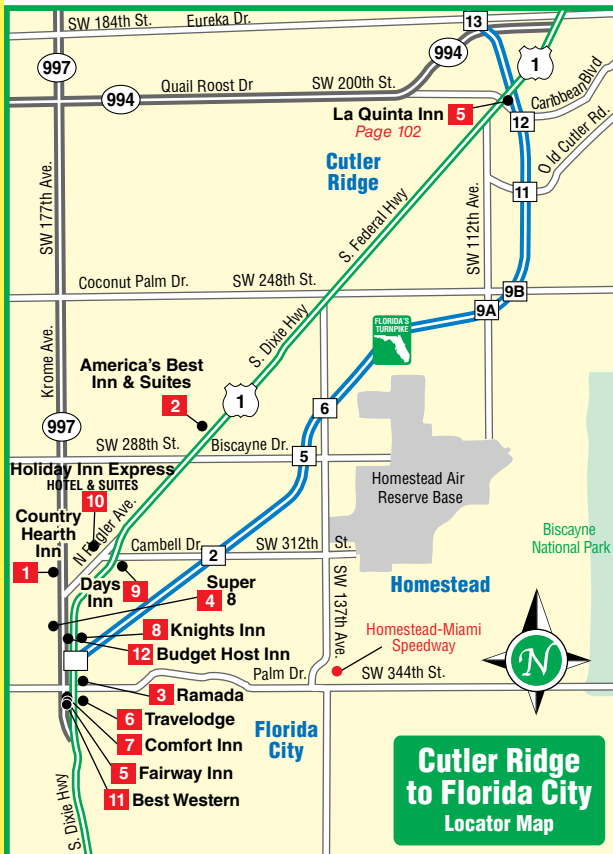 SW 184th St.
Eureka Dr.
13
997
994
1
Quail Roost Dr
SW 200th St.
994
La Quinta Inn 5
Page 102
12
Caribbean Blvd
Old Cutler Rd.
Cutler
Ridge
11
SW 177th Ave.
S. Federal Hwy
SW 112th Ave.
Coconut Palm Dr.
SW 248th St.
9B
9A
S. Dixie Hwy
FLORIDA'S
TURNPIKE
Krome Ave.
America's Best
Inn & Suites
2
1
6
997
SW 288th St.
Biscayne Dr.
5
Holiday Inn Express
HOTEL & SUITES
10
Homestead Air
Reserve Base
N Flagler Ave.
Country
Hearth
Inn
1
Cambell Dr.
2
SW 312th St.
Biscayne
National Park
Days
Inn
9
Super
8
4
Homestead
SW 137th Ave.
8 Knights Inn
12 Budget Host Inn
Homestead-Miami
Speedway
N
Palm Dr.
SW 344th St.
3 Ramada
6 Travelodge
7 Comfort Inn
5 Fairway Inn
11 Best Western
Florida
City
S. Dixie Hwy
Cutler Ridge
to Florida City
Locator Map